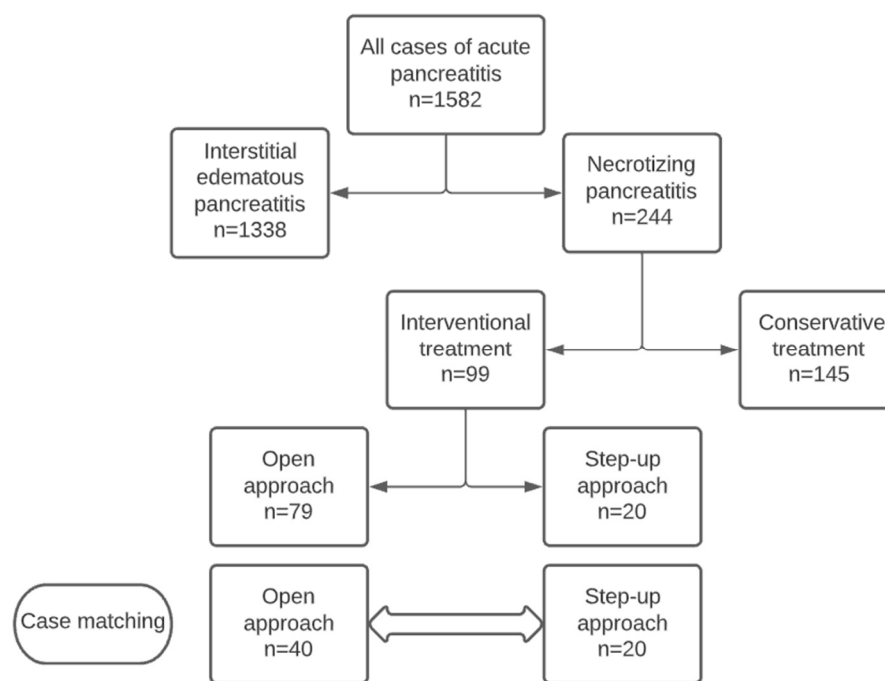 All cases of acute
pancreatitis
n=1582
Interstitial
edematous
pancreatitis
n=1338
Necrotizing
pancreatitis
n=244
Interventional
treatment
n=99
Conservative
treatment
n=145
Open
approach
n=79
Step-up
approach
n=20
Case matching
Open
approach
n=40
Step-up
approach
n=20